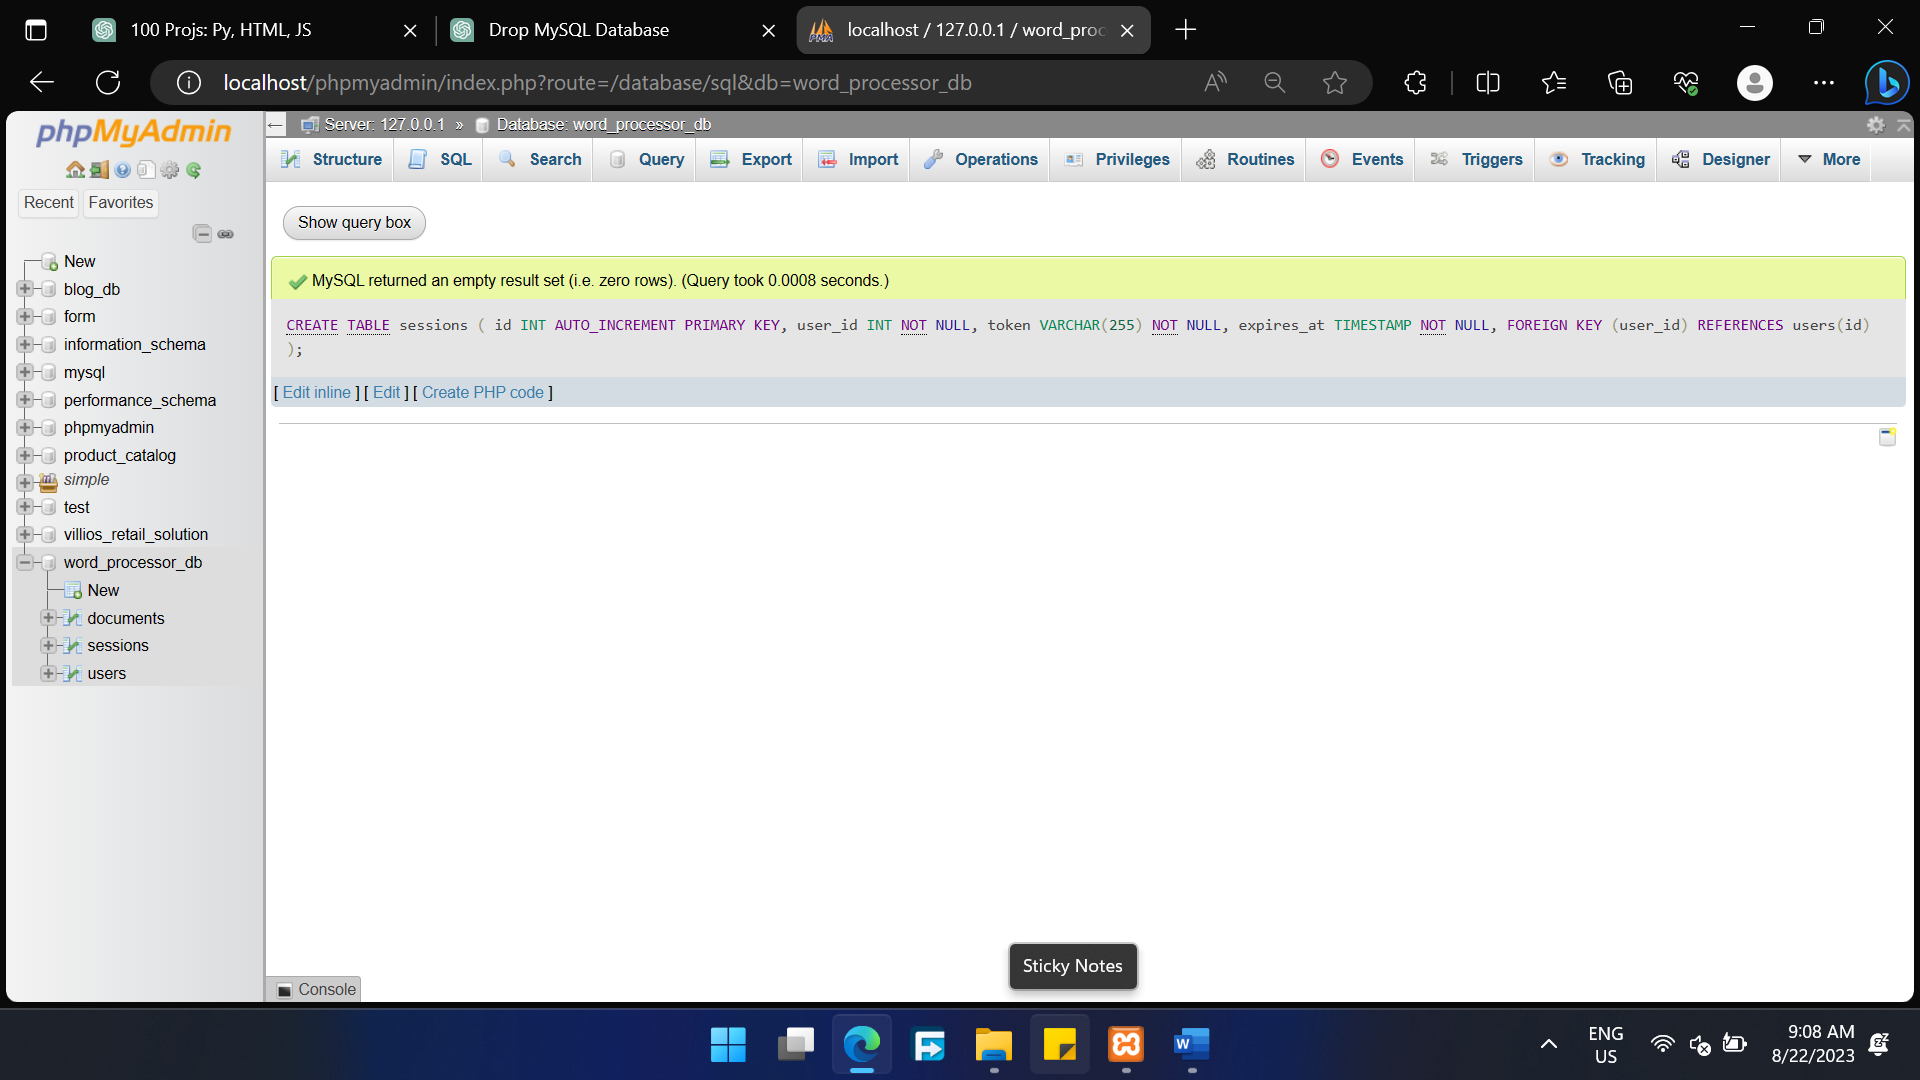 100 Projs: Py, HTML, JS
Drop MySQL Database
localhost / 127.0.0.1 / word_proc
localhost/phpmyadmin/index.php?route=/database/sql&db=word_processor_db
phpMyAdmin
Recent
Favorites
New
blog_db
form
information_schema
mysql
performance_schema
phpmyadmin
product_catalog
simple
test
villios_retail_solution
word_processor_db
New
documents
sessions
users
Server: 127.0.0.1 » Database: word_processor_db
Structure
SQL
Search
Query
Export
Import
Operations
Privileges
Routines
Events
Triggers
Tracking
Designer
More
Show query box
MySQL returned an empty result set (i.e. zero rows). (Query took 0.0008 seconds.)
CREATE TABLE sessions ( id INT AUTO_INCREMENT PRIMARY KEY, user_id INT NOT NULL, token VARCHAR(255) NOT NULL, expires_at TIMESTAMP NOT NULL, FOREIGN KEY (user_id) REFERENCES users(id)
);
[ Edit inline ] [ Edit ] [ Create PHP code ]
Sticky Notes
Console
ENG
US
9:08 AM
8/22/2023